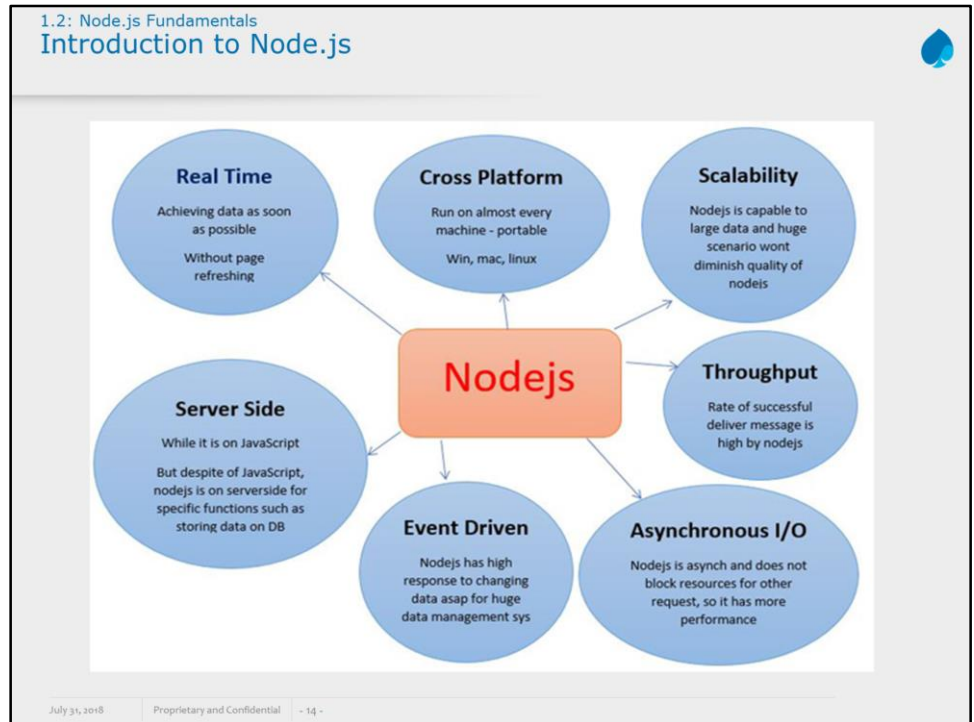 1.2: Node.js Fundamentals
Introduction to Node.js
Real Time
Achieving data as soon
as possible
Without page
refreshing
Cross Platform
Run on almost every
machine - portable
Win, mac, linux
Scalability
Nodejs is capable to
large data and huge
scenario wont
diminish quality of
nodejs
Nodejs
Throughput
Rate of successful
deliver message is
high by nodejs
Server Side
While it is on JavaScript
But despite of JavaScript,
nodejs is on serverside for
specific functions such as
storing data on DB
Event Driven
Nodejs has high
response to changing
data asap for huge
data management sys
Asynchronous I/O
Nodejs is asynch and does not
block resources for other
request, so it has more
performance
July 31, 2018
Proprietary and Confidential
- 14 -